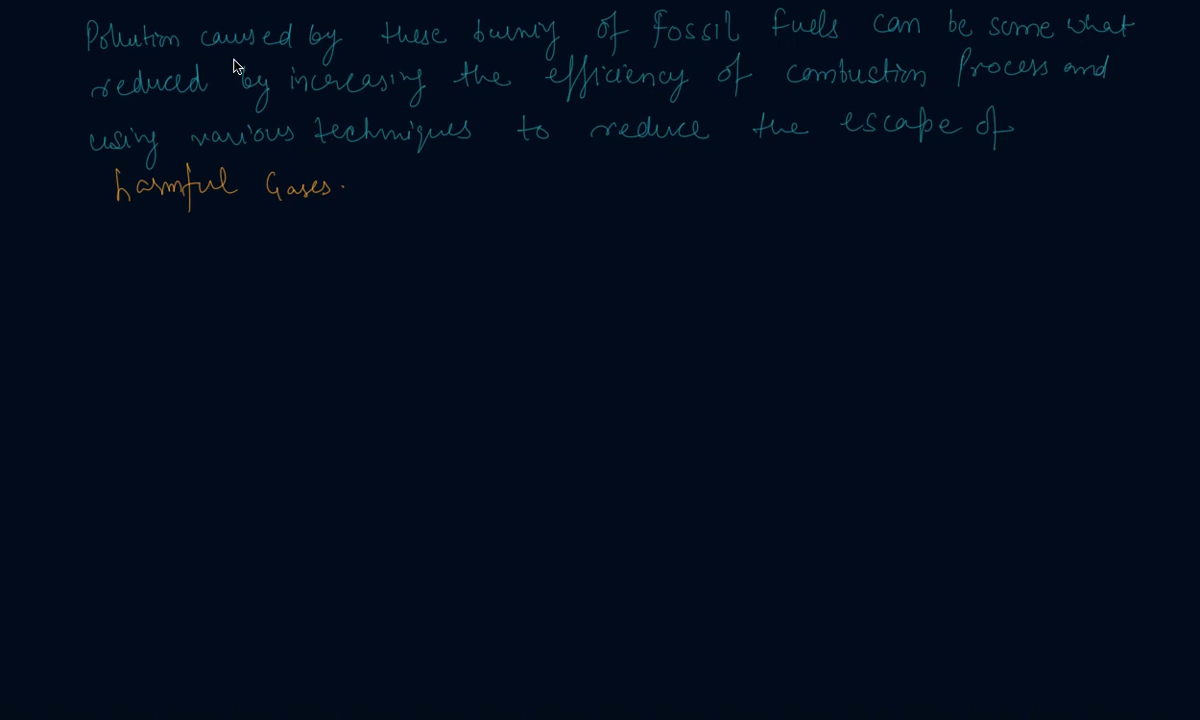 Pollution caused by these burning of Fossil Fuels can be some what
reduced by increasing the efficiency of combustion Process and
using various techniques to reduce the escape of
harmful Gases.